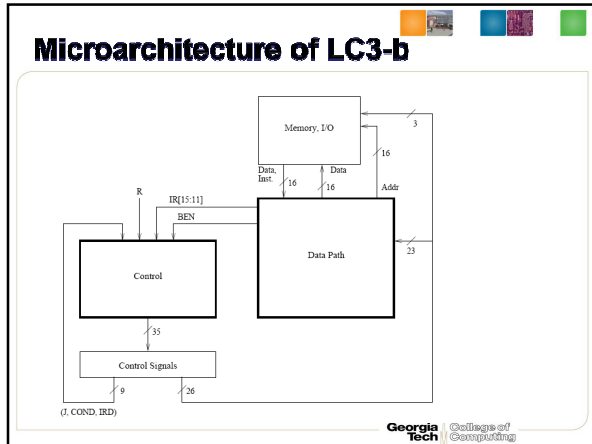 Microarchitecture of LC3-b
Memory, I/O
3
16
Data,
Inst.
16
16
Data
Addr
R
IR[15:11]
BEN
Control
Data Path
23
35
Control Signals
9
26
(J, COND, IRD)
Georgia Tech
College of Computing